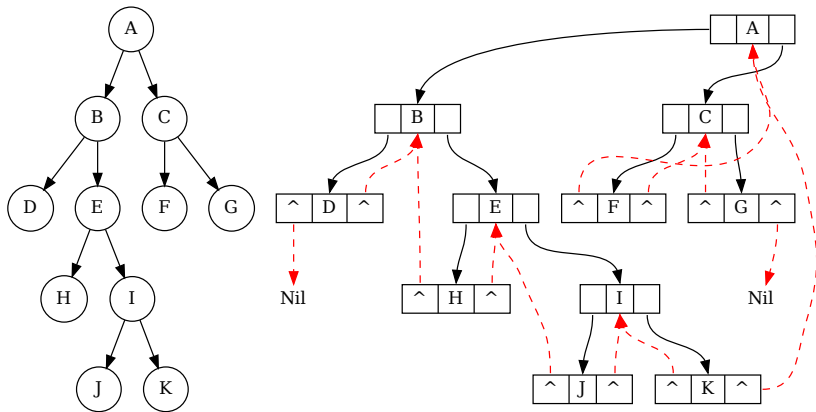 A
B C
D E F G
H I
J K
A
B C
^ D ^ E ^ F ^ ^ G ^
Nil ^ H ^ I Nil
^ J ^ ^ K ^